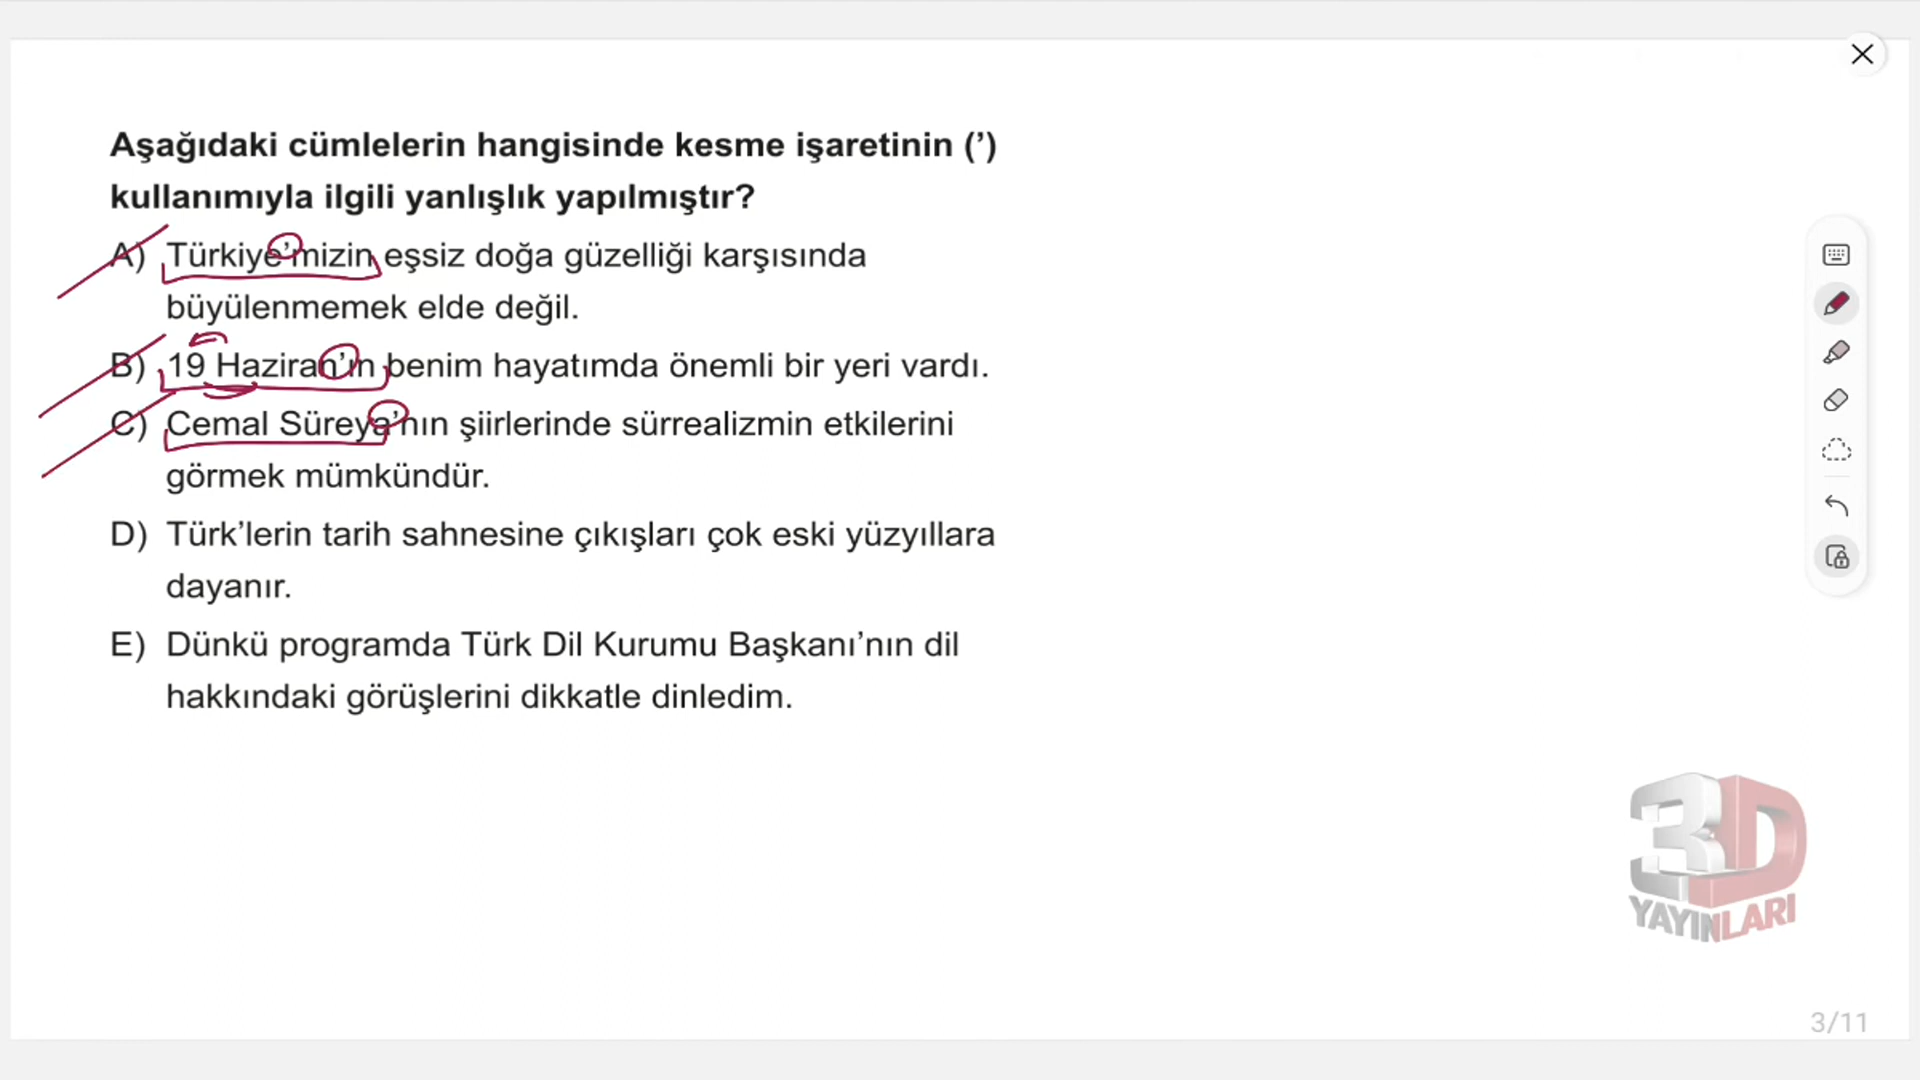 Aşağıdaki cümlelerin hangisinde kesme işaretinin (’)
kullanımıyla ilgili yanlışlık yapılmıştır?
A) Türkiye’mizin eşsiz doğa güzelliği karşısında
büyülenmemek elde değil.
B) 19 Haziran’ın benim hayatımda önemli bir yeri vardı.
C) Cemal Süreya’nın şiirlerinde sürrealizmin etkilerini
görmek mümkündür.
D) Türk’lerin tarih sahnesine çıkışları çok eski yüzyıllara
dayanır.
E) Dünkü programda Türk Dil Kurumu Başkanı’nın dil
hakkındaki görüşlerini dikkatle dinledim.
3D
YAYINLARI
3/11